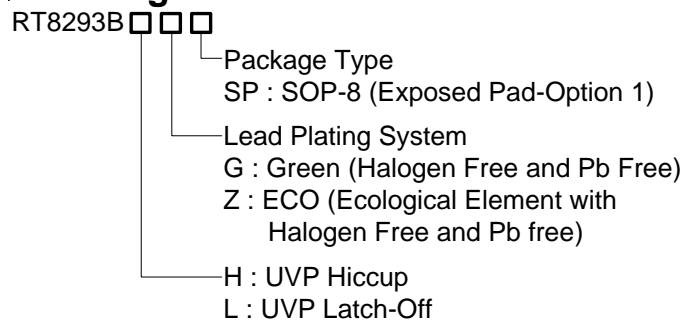 RT8293B
Package Type
SP : SOP-8 (Exposed Pad-Option 1)
Lead Plating System
G : Green (Halogen Free and Pb Free)
Z : ECO (Ecological Element with
Halogen Free and Pb free)
H : UVP Hiccup
L : UVP Latch-Off